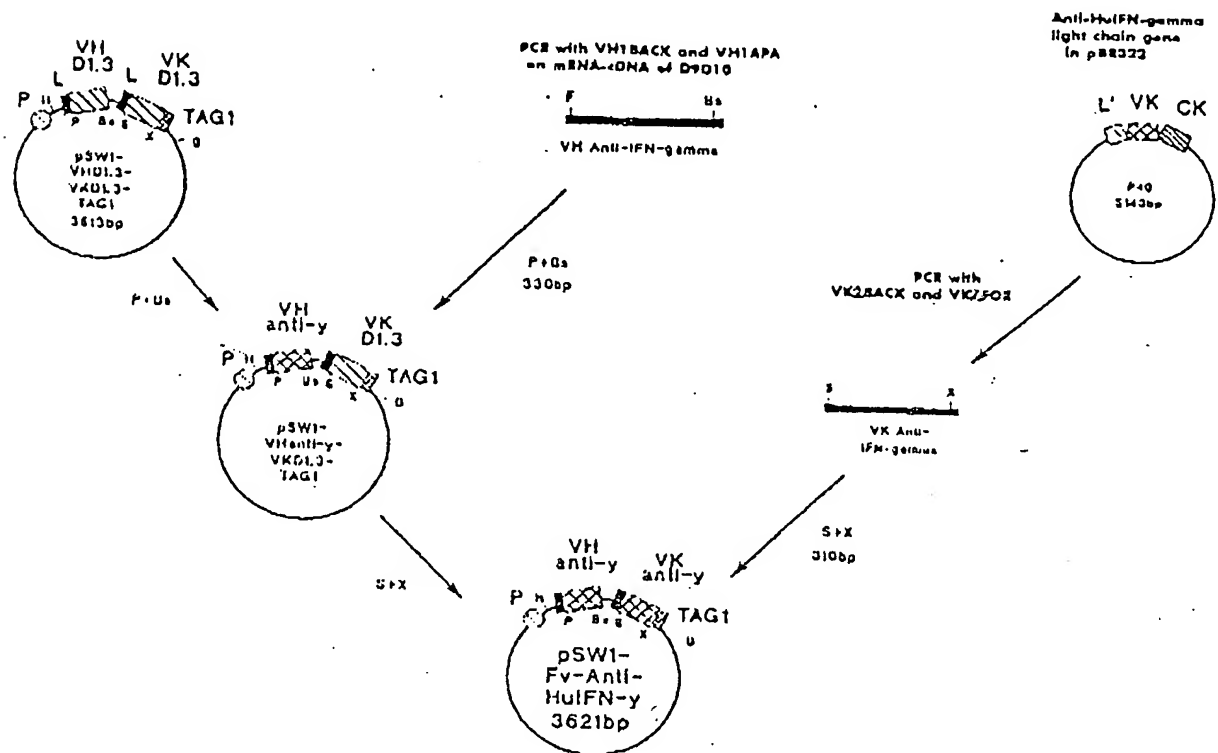 VH
D1.3
VK
D1.3
L
L
P
H
TAG1
P
X
pSW1-
VHD1.3-
VKD1.3-
TAG1
3613bp
PCR with VH1BACK and VH1APA
on mRNA-cDNA of D9D10
Bs
VH Anti-IFN-gamma
Anti-HuIFN-gamma
light chain gene
in pBR322
L'
VK
CK
P+Bs
P+Bs
330bp
PCR with
VK2BACK and
VH
anti-y
VK
D1.3
P
H
TAG1
P
X
pSW1-
VHanti-y-
VKD1.3-
TAG1
S
X
VK Anti-
IFN-gamma
S+X
S+X
310bp
VH
anti-y
VK
anti-y
P
TAG1
P
X
pSW1-
Fv-Anti-
HuIFN-y
3621bp